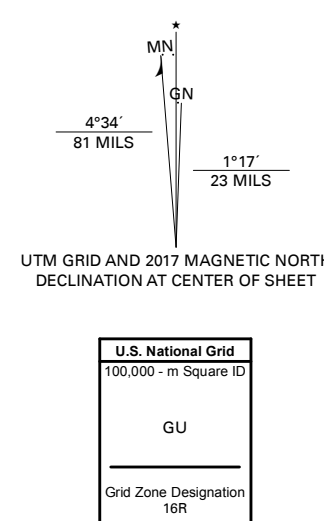 ★
MN
GN
4°34´
81 MILS
1°17´
23 MILS
UTM GRID AND 2017 MAGNETIC NORTH
DECLINATION AT CENTER OF SHEET
U.S. National Grid
100,000 - m Square ID
GU
Grid Zone Designation
16R